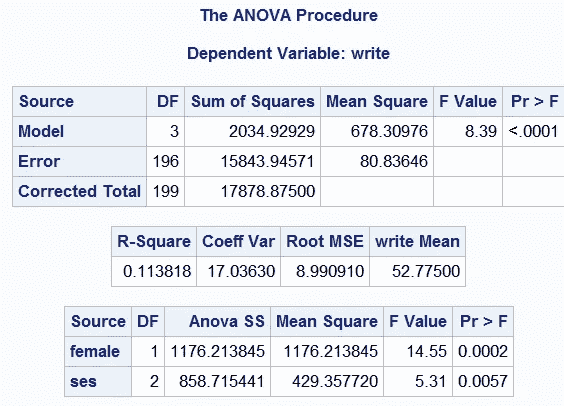 The ANOVA Procedure
Dependent Variable: write
Source DF Sum of Squares Mean Square F Value Pr > F
Model 3 2034.92929 678.30976 8.39 <.0001
Error 196 15843.94571 80.83646
Corrected Total 199 17878.87500
R-Square Coeff Var Root MSE write Mean
0.113818 17.03630 8.990910 52.77500
Source DF Anova SS Mean Square F Value Pr > F
female 1 1176.213845 1176.213845 14.55 0.0002
ses 2 858.715441 429.357720 5.31 0.0057